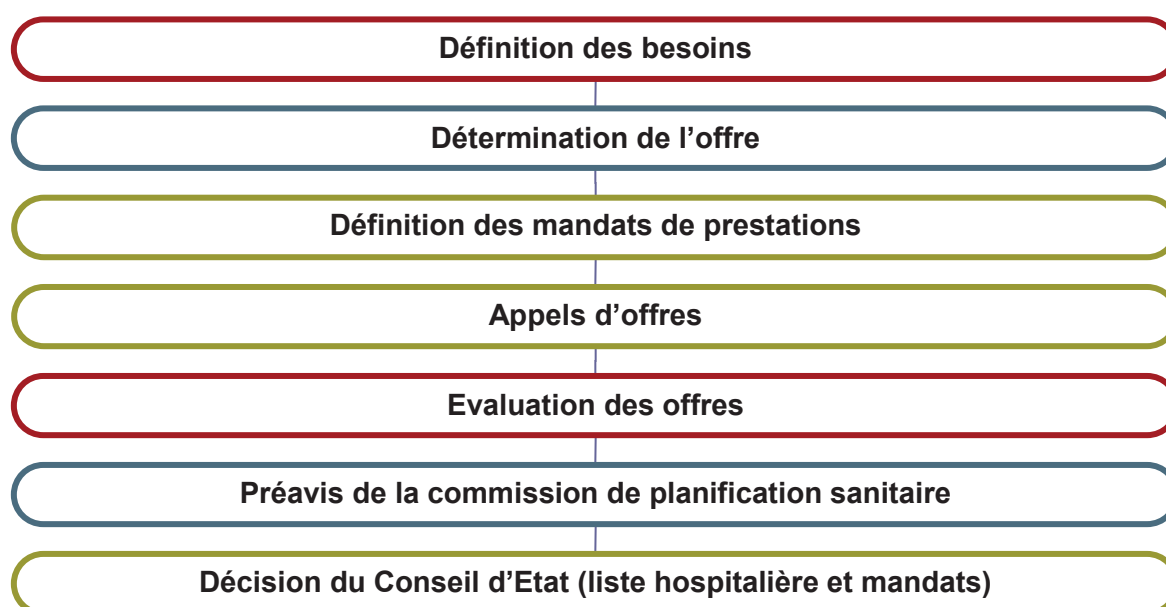 Définition des besoins
Détermination de l’offre
Définition des mandats de prestations
Appels d’offres
Evaluation des offres
Préavis de la commission de planification sanitaire
Décision du Conseil d’Etat (liste hospitalière et mandats)